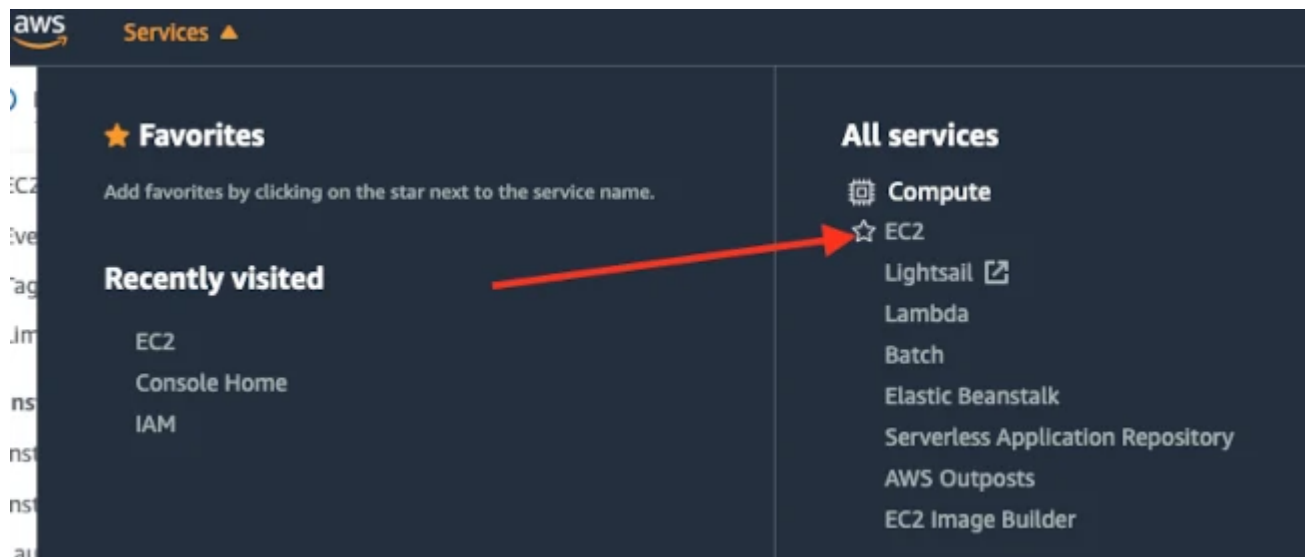 aws
Services
Favorites
Add favorites by clicking on the star next to the service name.
Recently visited
EC2
Console Home
IAM
All services
Compute
EC2
Lightsail
Lambda
Batch
Elastic Beanstalk
Serverless Application Repository
AWS Outposts
EC2 Image Builder